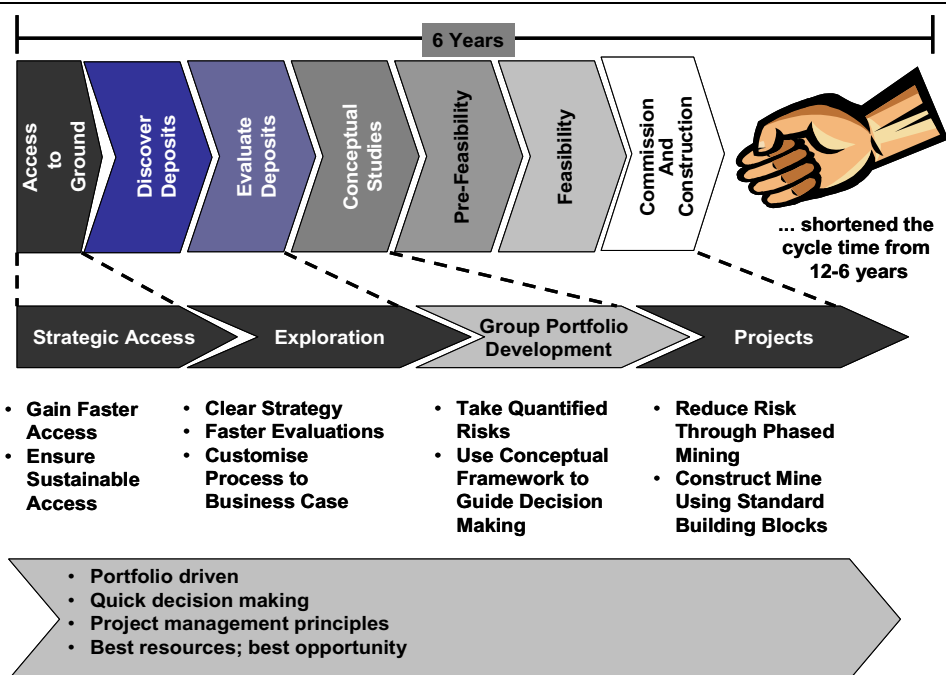 6 Years
Access
to
Ground
Discover
Deposits
Evaluate
Deposits
Conceptual
Studies
Pre-Feasibility
Feasibility
Commission
And
Construction
... shortened the
cycle time from
12-6 years
Strategic Access
Exploration
Group Portfolio
Development
Projects
• Gain Faster
Access
• Ensure
Sustainable
Access
• Clear Strategy
• Faster Evaluations
• Customise
Process to
Business Case
• Take Quantified
Risks
• Use Conceptual
Framework to
Guide Decision
Making
• Reduce Risk
Through Phased
Mining
• Construct Mine
Using Standard
Building Blocks
• Portfolio driven
• Quick decision making
• Project management principles
• Best resources; best opportunity